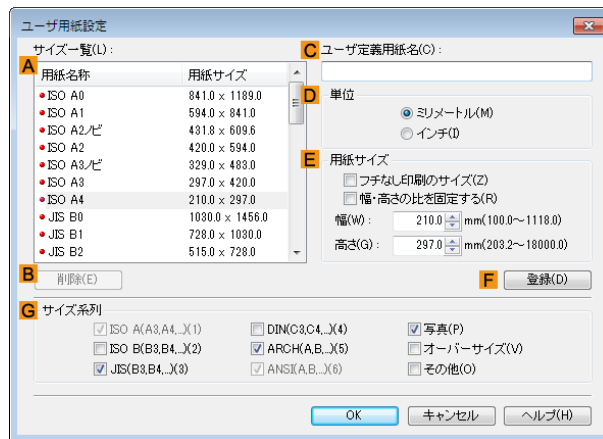 ユーザ用紙設定
サイズ一覧(L):
A
用紙名称 用紙サイズ
ISO A0 841.0 x 1189.0
ISO A1 594.0 x 841.0
ISO A2ノビ 431.8 x 609.6
ISO A2 420.0 x 594.0
ISO A3ノビ 329.0 x 483.0
ISO A3 297.0 x 420.0
ISO A4 210.0 x 297.0
JIS B0 1030.0 x 1456.0
JIS B1 728.0 x 1030.0
JIS B2 515.0 x 728.0
B 削除(E)
C ユーザ定義用紙名(C):
D 単位
ミリメートル(M)
インチ(I)
E 用紙サイズ
フチなし印刷のサイズ(Z)
幅・高さの比を固定する(R)
幅(W): 210.0 mm(100.0～1118.0)
高さ(G): 297.0 mm(203.2～18000.0)
F 登録(D)
G サイズ系列
ISO A(A3,A4,..)(1) DIN(C3,C4,..)(4) 写真(P)
ISO B(B3,B4,..)(2) ARCH(A,B,..)(5) オーバーサイズ(V)
JIS(B3,B4,..)(3) ANSI(A,B,..)(6) その他(O)
OK キャンセル ヘルプ(H)